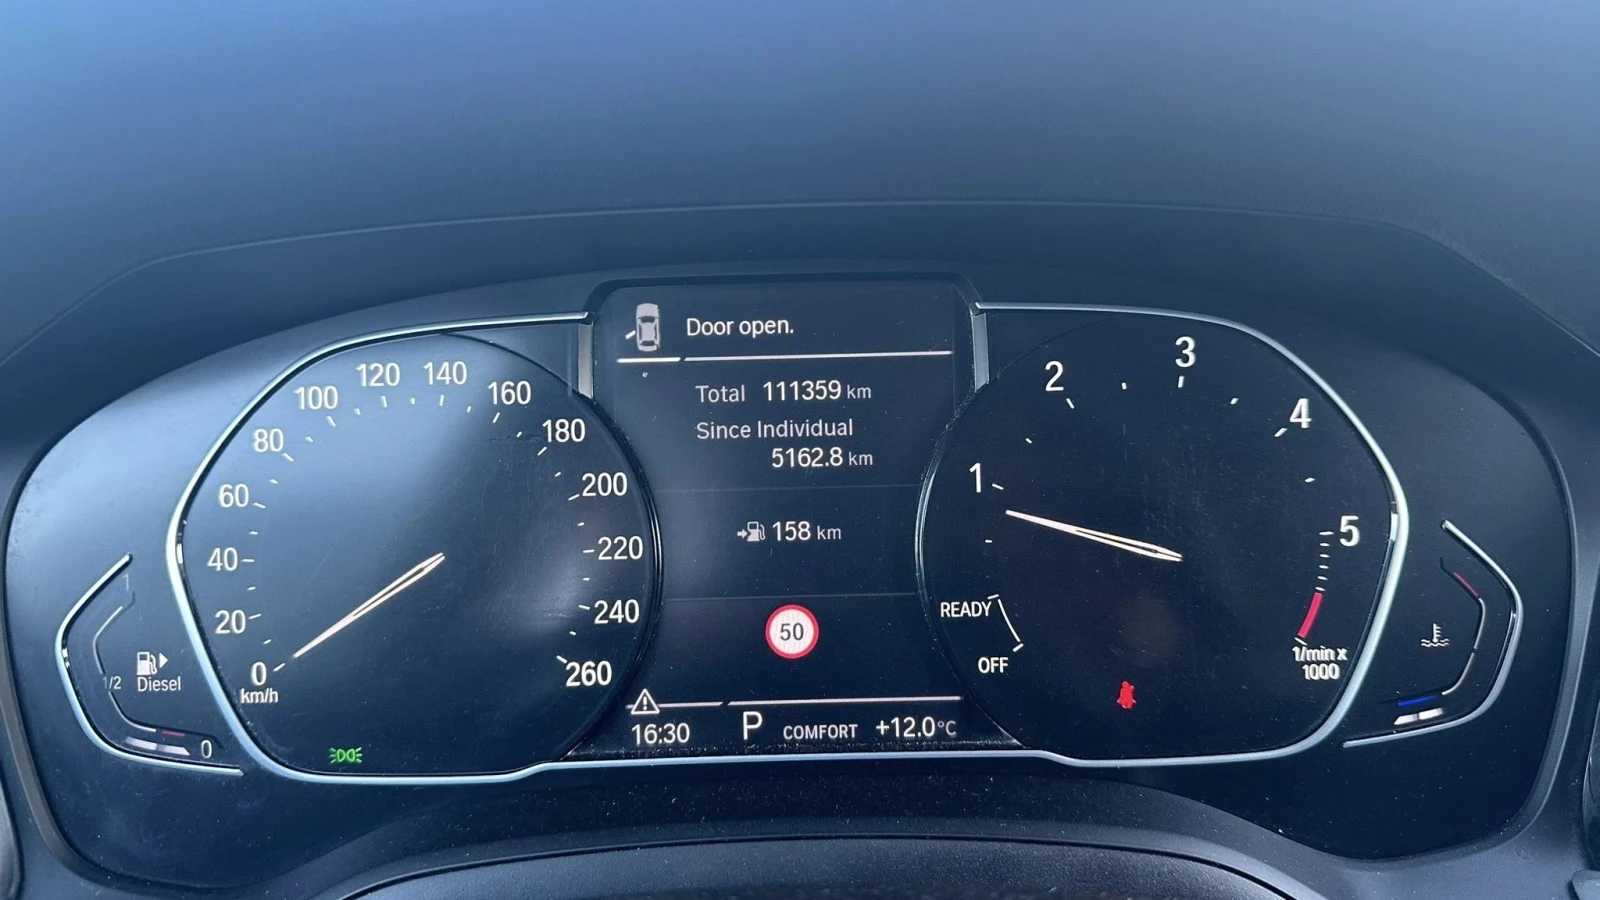 Door open.
Total 111359 km
Since Individual
5162.8 km
158 km
50
16:30 P COMFORT +12.0°C
0
20
40
60
80
100
120
140
160
180
200
220
240
260
km/h
1
1/2
0
Diesel
OFF
READY
1
2
3
4
5
1/min x
1000